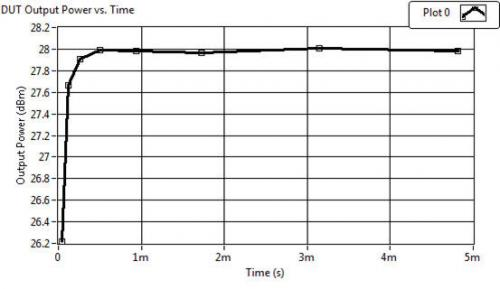 DUT Output Power vs. Time
Plot 0
Output Power (dBm)
28.2
28
27.8
27.6
27.4
27.2
27
26.8
26.6
26.4
26.2
0
1m
2m
3m
4m
5m
Time (s)